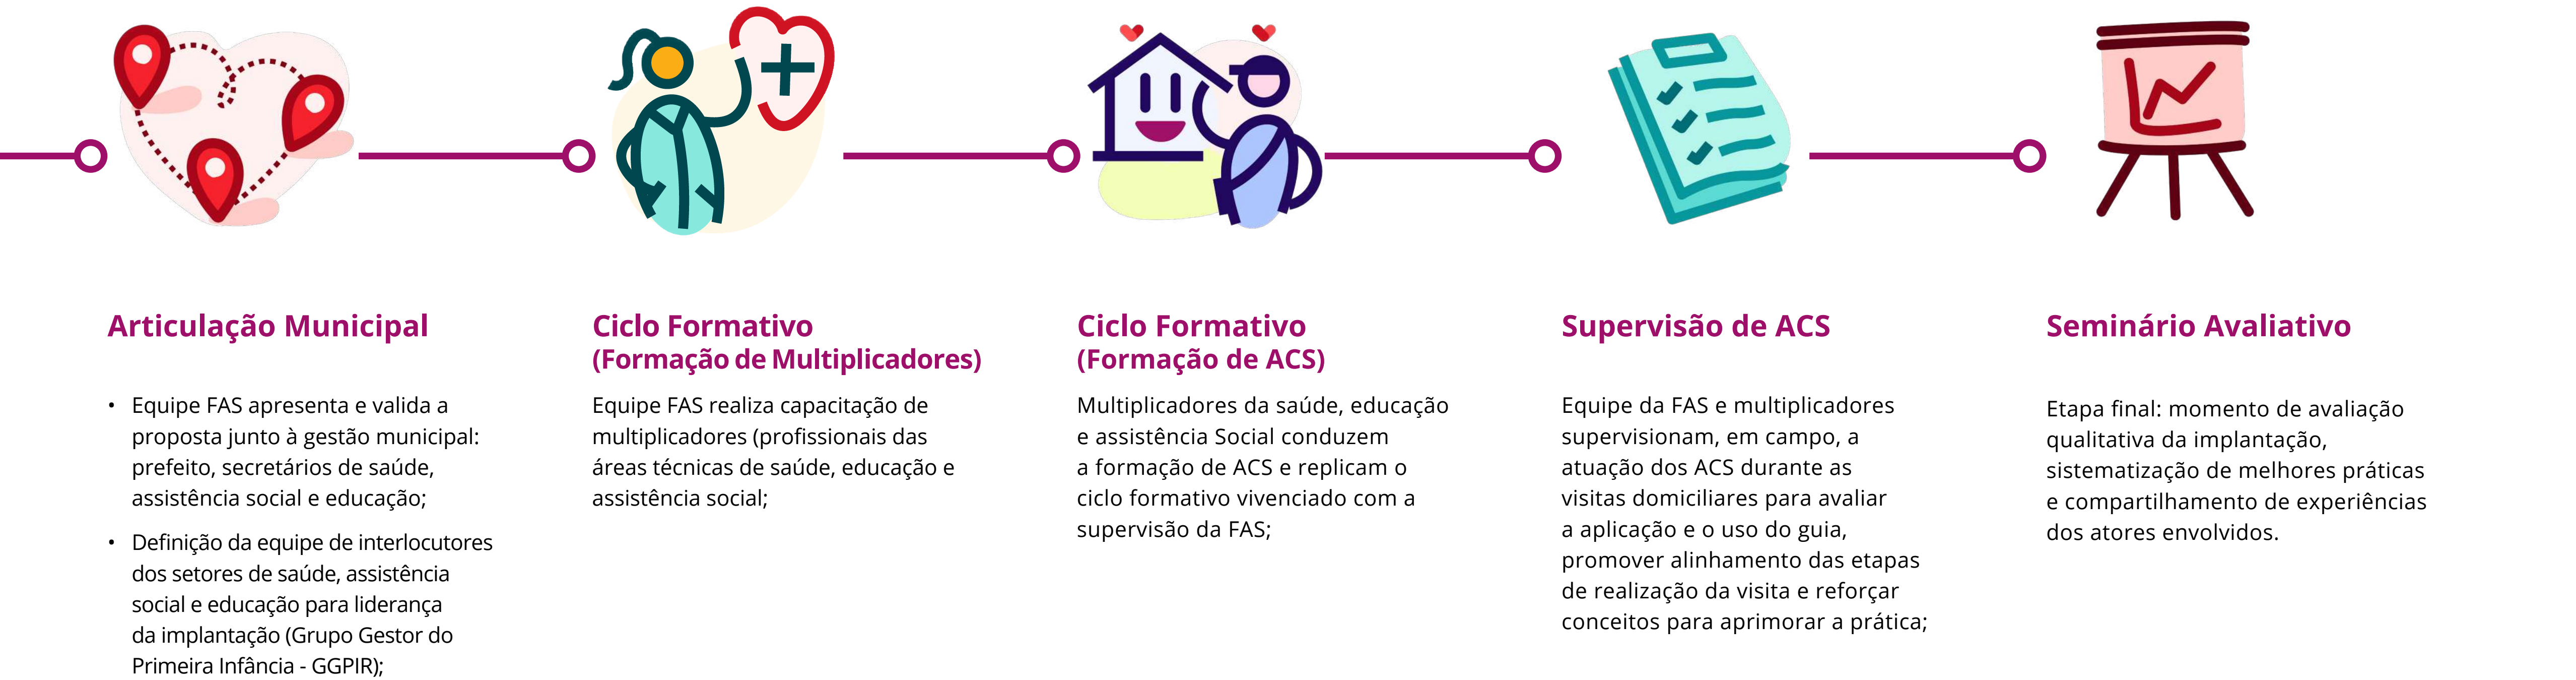 Articulação Municipal
• Equipe FAS apresenta e valida a
proposta junto à gestão municipal:
prefeito, secretários de saúde,
assistência social e educação;
• Definição da equipe de interlocutores
dos setores de saúde, assistência
social e educação para liderança
da implantação (Grupo Gestor do
Primeira Infância - GGPIR);
Ciclo Formativo
(Formação de Multiplicadores)
Equipe FAS realiza capacitação de
multiplicadores (profissionais das
áreas técnicas de saúde, educação e
assistência social;
Ciclo Formativo
(Formação de ACS)
Multiplicadores da saúde, educação
e assistência Social conduzem
a formação de ACS e replicam o
ciclo formativo vivenciado com a
supervisão da FAS;
Supervisão de ACS
Equipe da FAS e multiplicadores
supervisionam, em campo, a
atuação dos ACS durante as
visitas domiciliares para avaliar
a aplicação e o uso do guia,
promover alinhamento das etapas
de realização da visita e reforçar
conceitos para aprimorar a prática;
Seminário Avaliativo
Etapa final: momento de avaliação
qualitativa da implantação,
sistematização de melhores práticas
e compartilhamento de experiências
dos atores envolvidos.